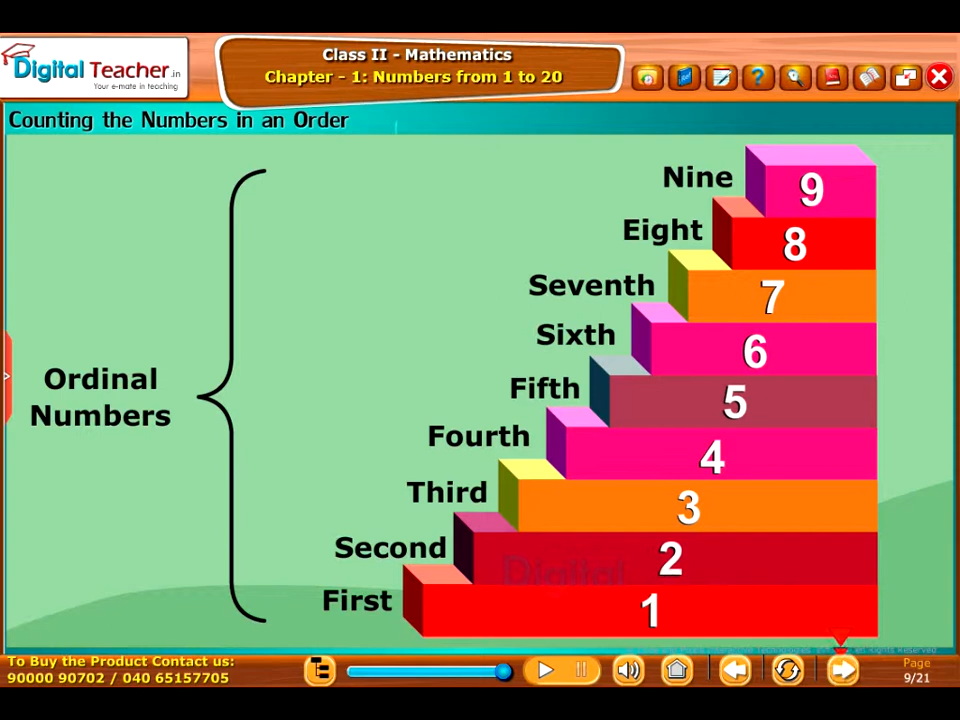 Digital Teacher.in
Your e-mate in teaching
Class II - Mathematics
Chapter - 1: Numbers from 1 to 20
Counting the Numbers in an Order
Nine 9
Eight 8
Seventh 7
Sixth 6
Fifth 5
Fourth 4
Third 3
Second 2
First 1
Ordinal
Numbers
Digital
To Buy the Product Contact us:
90000 90702 / 040 65157705
Page
9/21